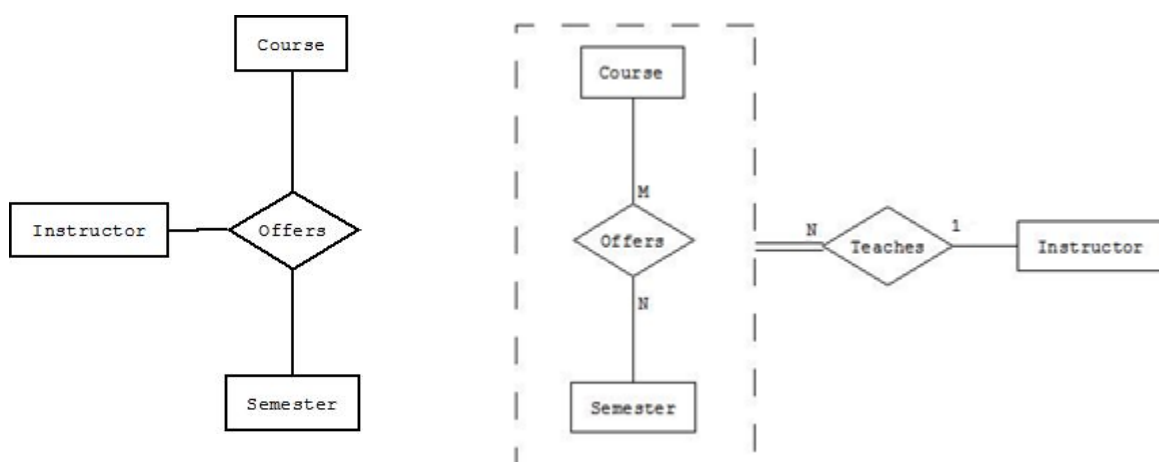 Course
Instructor
Offers
Semester
Course
M
Offers
N
Semester
N
Teaches
1
Instructor